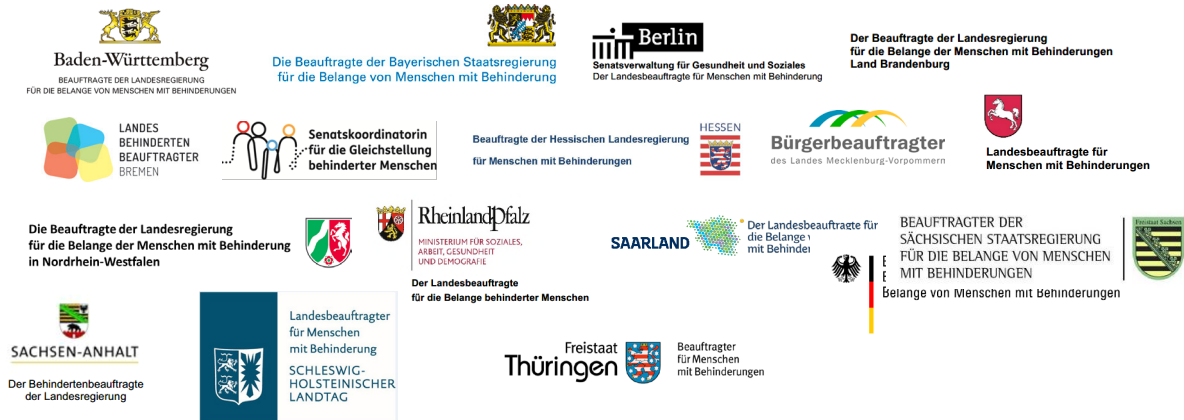 Baden-Württemberg
BEAUFTRAGTE DER LANDESREGIERUNG
FÜR DIE BELANGE VON MENSCHEN MIT BEHINDERUNGEN
Die Beauftragte der Bayerischen Staatsregierung
für die Belange von Menschen mit Behinderung
Berlin
Senatsverwaltung für Gesundheit und Soziales
Der Landesbeauftragte für Menschen mit Behinderung
Der Beauftragte der Landesregierung
für die Belange der Menschen mit Behinderungen
Land Brandenburg
LANDES
BEHINDERTEN
BEAUFTRAGTER
BREMEN
Senatskoordinatorin
für die Gleichstellung
behinderter Menschen
Beauftragte der Hessischen Landesregierung
für Menschen mit Behinderungen
HESSEN
Bürgerbeauftragter
des Landes Mecklenburg-Vorpommern
Landesbeauftragte für
Menschen mit Behinderungen
Die Beauftragte der Landesregierung
für die Belange der Menschen mit Behinderung
in Nordrhein-Westfalen
RheinlandPfalz
MINISTERIUM FÜR SOZIALES,
ARBEIT, GESUNDHEIT
UND DEMOGRAFIE
Der Landesbeauftragte
für die Belange behinderter Menschen
SAARLAND
Der Landesbeauftragte für
die Belange
mit Behinder
BEAUFTRAGTER DER
SÄCHSISCHEN STAATSREGIERUNG
FÜR DIE BELANGE VON MENSCHEN
MIT BEHINDERUNGEN
Freistaat Sachsen
Belange von Menschen mit Behinderungen
SACHSEN-ANHALT
Der Behindertenbeauftragte
der Landesregierung
Landesbeauftragter
für Menschen
mit Behinderung
SCHLESWIG-
HOLSTEINISCHER
LANDTAG
Freistaat
Thüringen
Beauftragter
für Menschen
mit Behinderungen